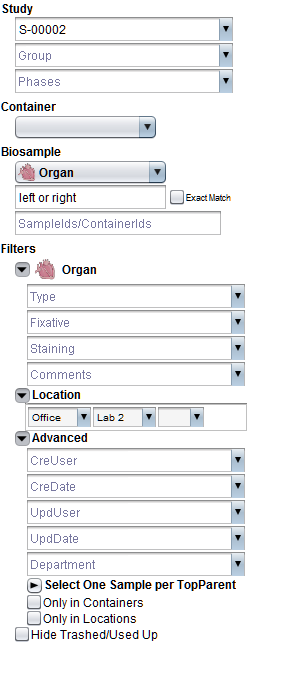 Study
S-00002
Group
Phases
Container
Biosample
Organ
left or right Exact Match
SampleIds/ContainerIds
Filters
Organ
Type
Fixative
Staining
Comments
Location
Office Lab 2
Advanced
CreUser
CreDate
UpdUser
UpdDate
Department
Select One Sample per TopParent
Only in Containers
Only in Locations
Hide Trashed/Used Up